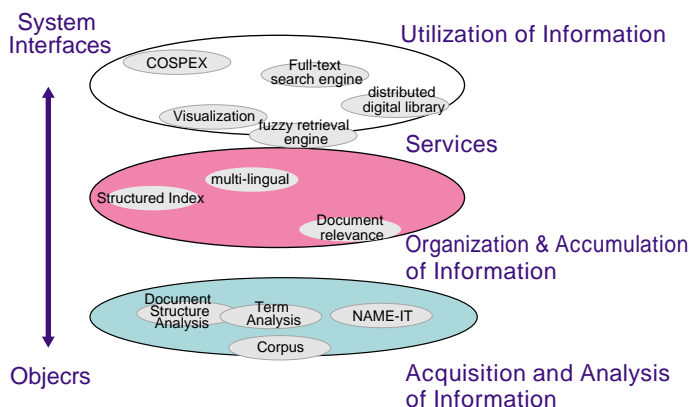 System
Interfaces
Utilization of Information
COSPEX
Full-text
search engine
distributed
digital library
Visualization
fuzzy retrieval
engine
Services
multi-lingual
Structured Index
Document
relevance
Organization & Accumulation
of Information
Document
Structure
Analysis
Term
Analysis
NAME-IT
Corpus
Objecrs
Acquisition and Analysis
of Information